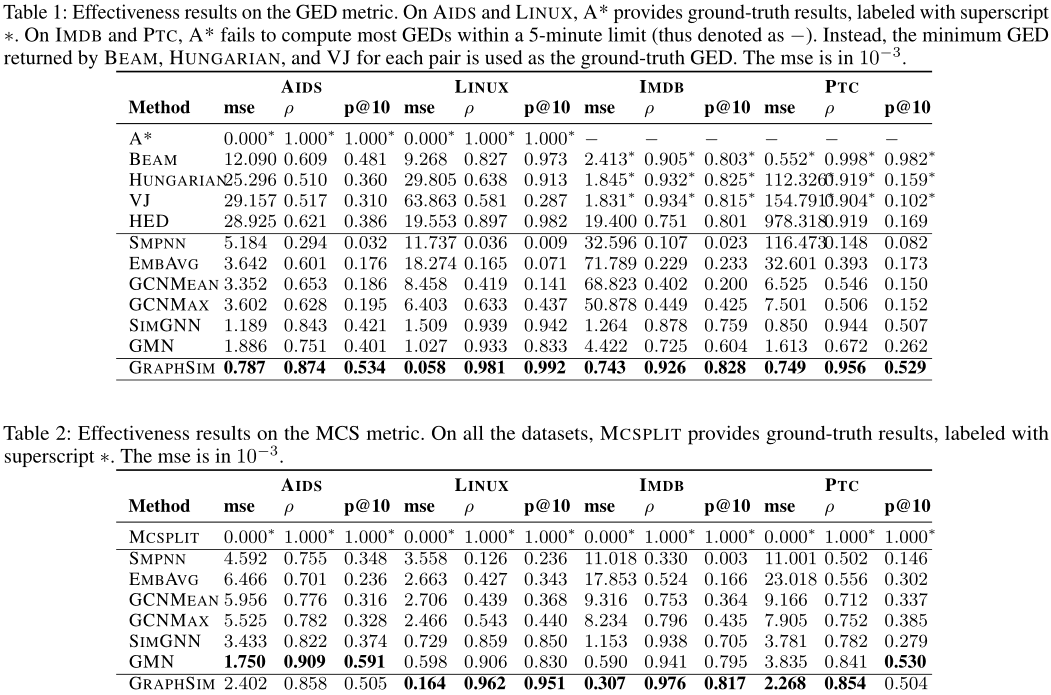 Table 1: Effectiveness results on the GED metric. On AIDS and LINUX, A* provides ground-truth results, labeled with superscript
∗. On IMDB and PTC, A* fails to compute most GEDs within a 5-minute limit (thus denoted as −). Instead, the minimum GED
returned by BEAM, HUNGARIAN, and VJ for each pair is used as the ground-truth GED. The mse is in 10⁻³.
AIDS LINUX IMDB PTC
Method mse ρ p@10 mse ρ p@10 mse ρ p@10 mse ρ p@10
A* 0.000* 1.000* 1.000* 0.000* 1.000* 1.000* − − − − − −
BEAM 12.090 0.609 0.481 9.268 0.827 0.973 2.413* 0.905* 0.803* 0.552* 0.998* 0.982*
HUNGARIAN 25.296 0.510 0.360 29.805 0.638 0.913 1.845* 0.932* 0.825* 112.326* 0.919* 0.159*
VJ 29.157 0.517 0.310 63.863 0.581 0.287 1.831* 0.934* 0.815* 154.791* 0.904* 0.102*
HED 28.925 0.621 0.386 19.553 0.897 0.982 19.400 0.751 0.801 978.318 0.919 0.169
SMPNN 5.184 0.294 0.032 11.737 0.036 0.009 32.596 0.107 0.023 116.473 0.148 0.082
EMBAVG 3.642 0.601 0.176 18.274 0.165 0.071 71.789 0.229 0.233 32.601 0.393 0.173
GCNMEAN 3.352 0.653 0.186 8.458 0.419 0.141 68.823 0.402 0.200 6.525 0.546 0.150
GCNMAX 3.602 0.628 0.195 6.403 0.633 0.437 50.878 0.449 0.425 7.501 0.506 0.152
SIMGNN 1.189 0.843 0.421 1.509 0.939 0.942 1.264 0.878 0.759 0.850 0.944 0.507
GMN 1.886 0.751 0.401 1.027 0.933 0.833 4.422 0.725 0.604 1.613 0.672 0.262
GRAPHSIM 0.787 0.874 0.534 0.058 0.981 0.992 0.743 0.926 0.828 0.749 0.956 0.529
Table 2: Effectiveness results on the MCS metric. On all the datasets, MCSPLIT provides ground-truth results, labeled with
superscript ∗. The mse is in 10⁻³.
AIDS LINUX IMDB PTC
Method mse ρ p@10 mse ρ p@10 mse ρ p@10 mse ρ p@10
MCSPLIT 0.000* 1.000* 1.000* 0.000* 1.000* 1.000* 0.000* 1.000* 1.000* 0.000* 1.000* 1.000*
SMPNN 4.592 0.755 0.348 3.558 0.126 0.236 11.018 0.330 0.003 11.001 0.502 0.146
EMBAVG 6.466 0.701 0.236 2.663 0.427 0.343 17.853 0.524 0.166 23.018 0.556 0.302
GCNMEAN 5.956 0.776 0.316 2.706 0.439 0.368 9.316 0.753 0.364 9.166 0.712 0.337
GCNMAX 5.525 0.782 0.328 2.466 0.543 0.440 8.234 0.796 0.435 7.905 0.752 0.385
SIMGNN 3.433 0.822 0.374 0.729 0.859 0.850 1.153 0.938 0.705 3.781 0.782 0.279
GMN 1.750 0.909 0.591 0.598 0.906 0.830 0.590 0.941 0.795 3.835 0.841 0.530
GRAPHSIM 2.402 0.858 0.505 0.164 0.962 0.951 0.307 0.976 0.817 2.268 0.854 0.504